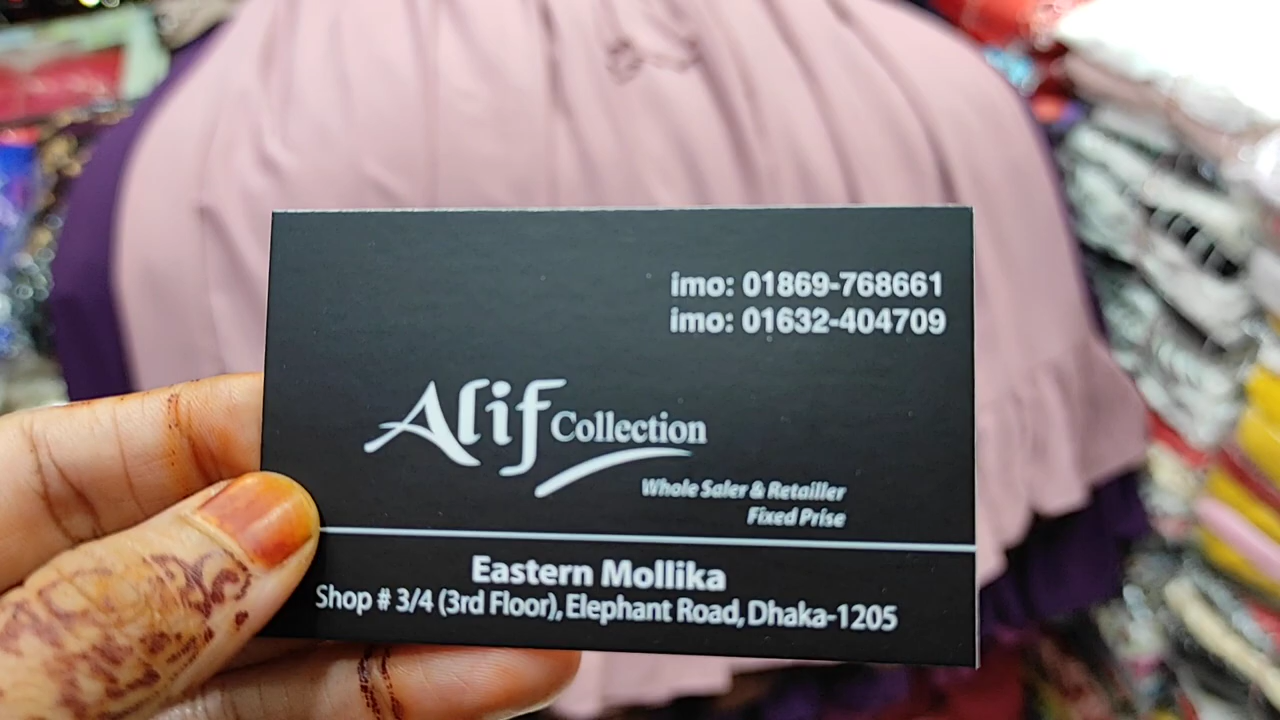 imo: 01869-768661
imo: 01632-404709
Alif Collection
Whole Saler & Retailler
Fixed Prise
Eastern Mollika
Shop # 3/4 (3rd Floor), Elephant Road, Dhaka-1205